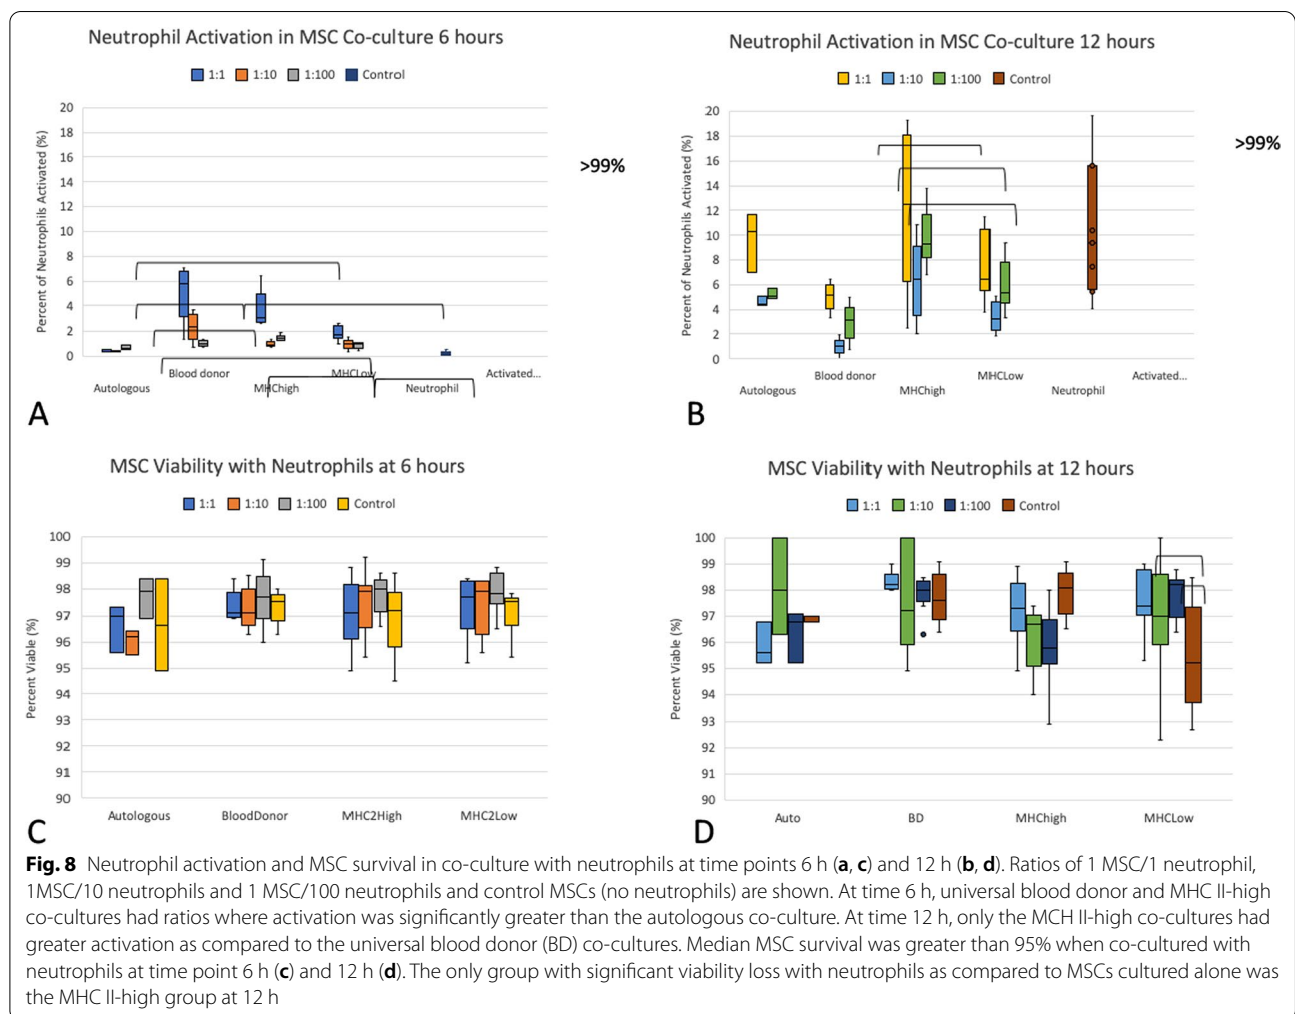 Neutrophil Activation in MSC Co-culture 6 hours
1:1 1:10 1:100 Control
Percent of Neutrophils Activated (%)
20
18
16
14
12
10
8
6
4
2
0
>99%
Autologous Blood donor MHChigh MHCLow Neutrophil Activated...
A
Neutrophil Activation in MSC Co-culture 12 hours
1:1 1:10 1:100 Control
Percent of Neutrophils Activated (%)
20
18
16
14
12
10
8
6
4
2
0
>99%
Autologous Blood donor MHChigh MHCLow Neutrophil Activated...
B
MSC Viability with Neutrophils at 6 hours
1:1 1:10 1:100 Control
Percent Viable (%)
100
99
98
97
96
95
94
93
92
91
90
Autologous BloodDonor MHC2High MHC2Low
C
MSC Viability with Neutrophils at 12 hours
1:1 1:10 1:100 Control
Percent Viable (%)
100
99
98
97
96
95
94
93
92
91
90
Auto BD MHChigh MHCLow
D
Fig. 8 Neutrophil activation and MSC survival in co-culture with neutrophils at time points 6 h (a, c) and 12 h (b, d). Ratios of 1 MSC/1 neutrophil,
1MSC/10 neutrophils and 1 MSC/100 neutrophils and control MSCs (no neutrophils) are shown. At time 6 h, universal blood donor and MHC II-high
co-cultures had ratios where activation was significantly greater than the autologous co-culture. At time 12 h, only the MCH II-high co-cultures had
greater activation as compared to the universal blood donor (BD) co-cultures. Median MSC survival was greater than 95% when co-cultured with
neutrophils at time point 6 h (c) and 12 h (d). The only group with significant viability loss with neutrophils as compared to MSCs cultured alone was
the MHC II-high group at 12 h